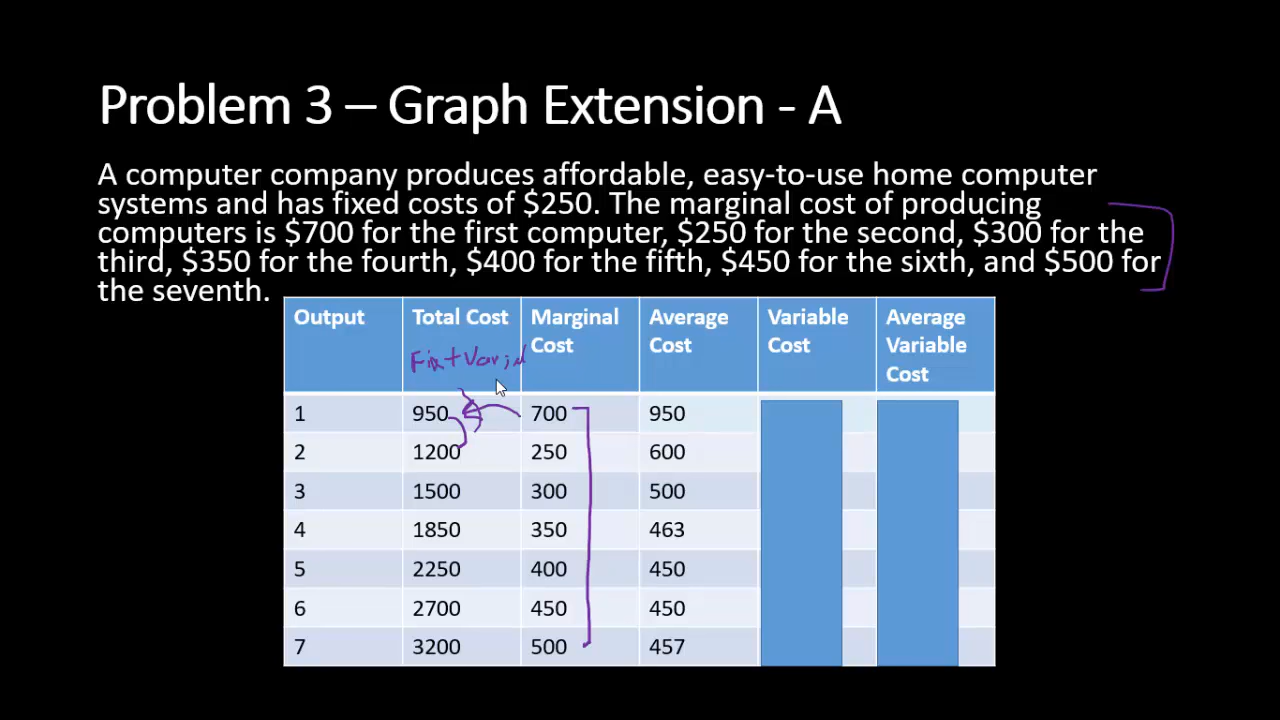 Problem 3 – Graph Extension - A
A computer company produces affordable, easy-to-use home computer
systems and has fixed costs of $250. The marginal cost of producing
computers is $700 for the first computer, $250 for the second, $300 for the
third, $350 for the fourth, $400 for the fifth, $450 for the sixth, and $500 for
the seventh.
Output Total Cost Marginal Cost Average Cost Variable Cost Average Variable Cost
Fix+
1 950 700 950
2 1200 250 600
3 1500 300 500
4 1850 350 463
5 2250 400 450
6 2700 450 450
7 3200 500 457